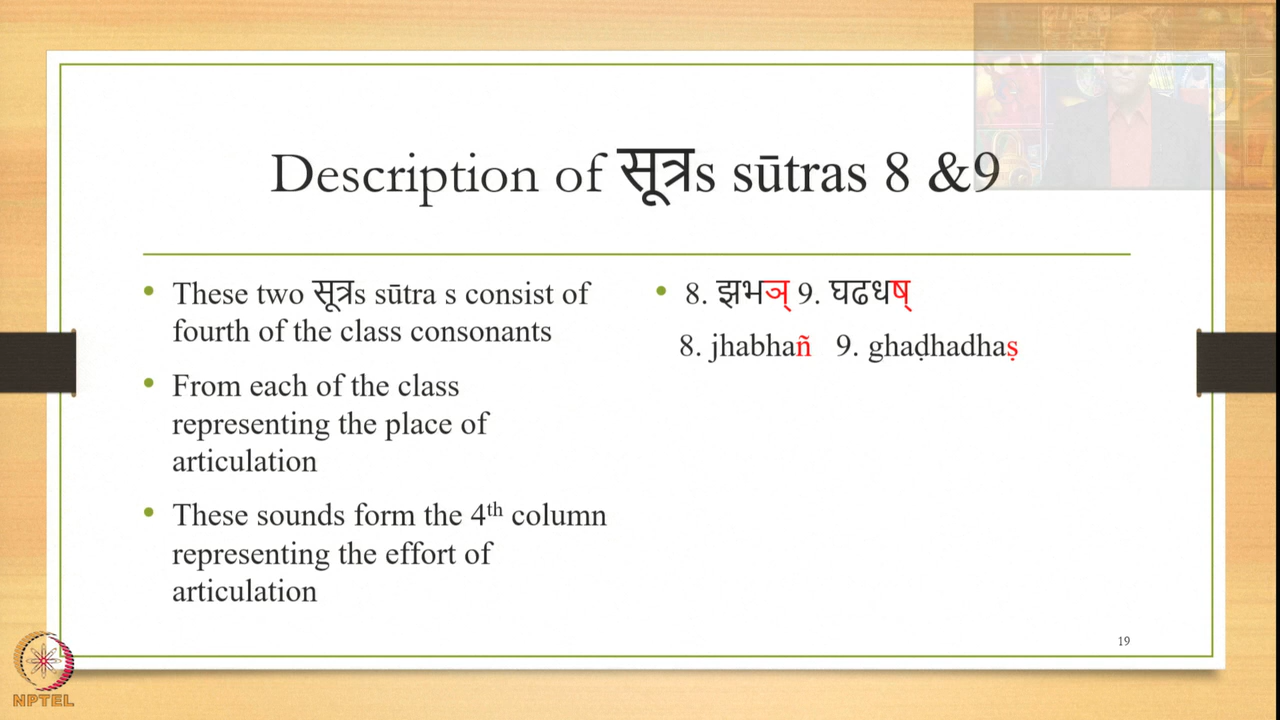 Description of सूत्रs sūtras 8 &9
These two सूत्रs sūtra s consist of
fourth of the class consonants
From each of the class
representing the place of
articulation
These sounds form the 4th column
representing the effort of
articulation
8. झभञ् 9. घढधष्
8. jhabhañ 9. ghaḍhadhaṣ
19
NPTEL